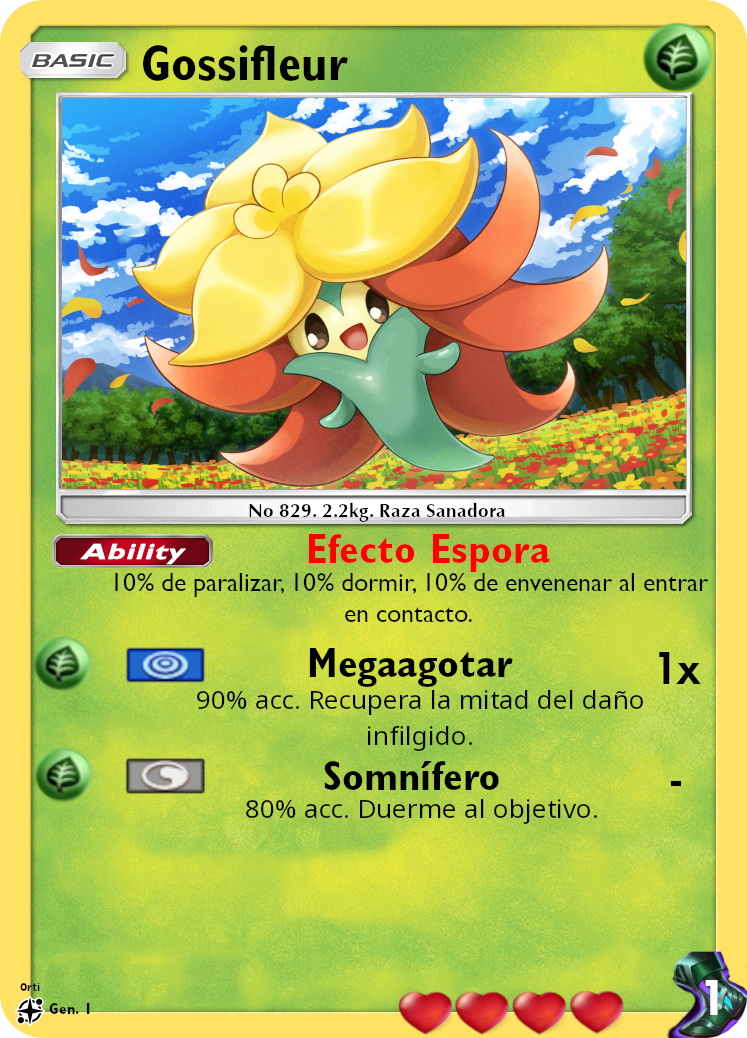 BASIC Gossifleur
No 829. 2.2kg. Raza Sanadora
Ability Efecto Espora
10% de paralizar, 10% dormir, 10% de envenenar al entrar
en contacto.
Megaagotar 1x
90% acc. Recupera la mitad del daño
infilgido.
Somnífero -
80% acc. Duerme al objetivo.
Orti
Gen. 1
1